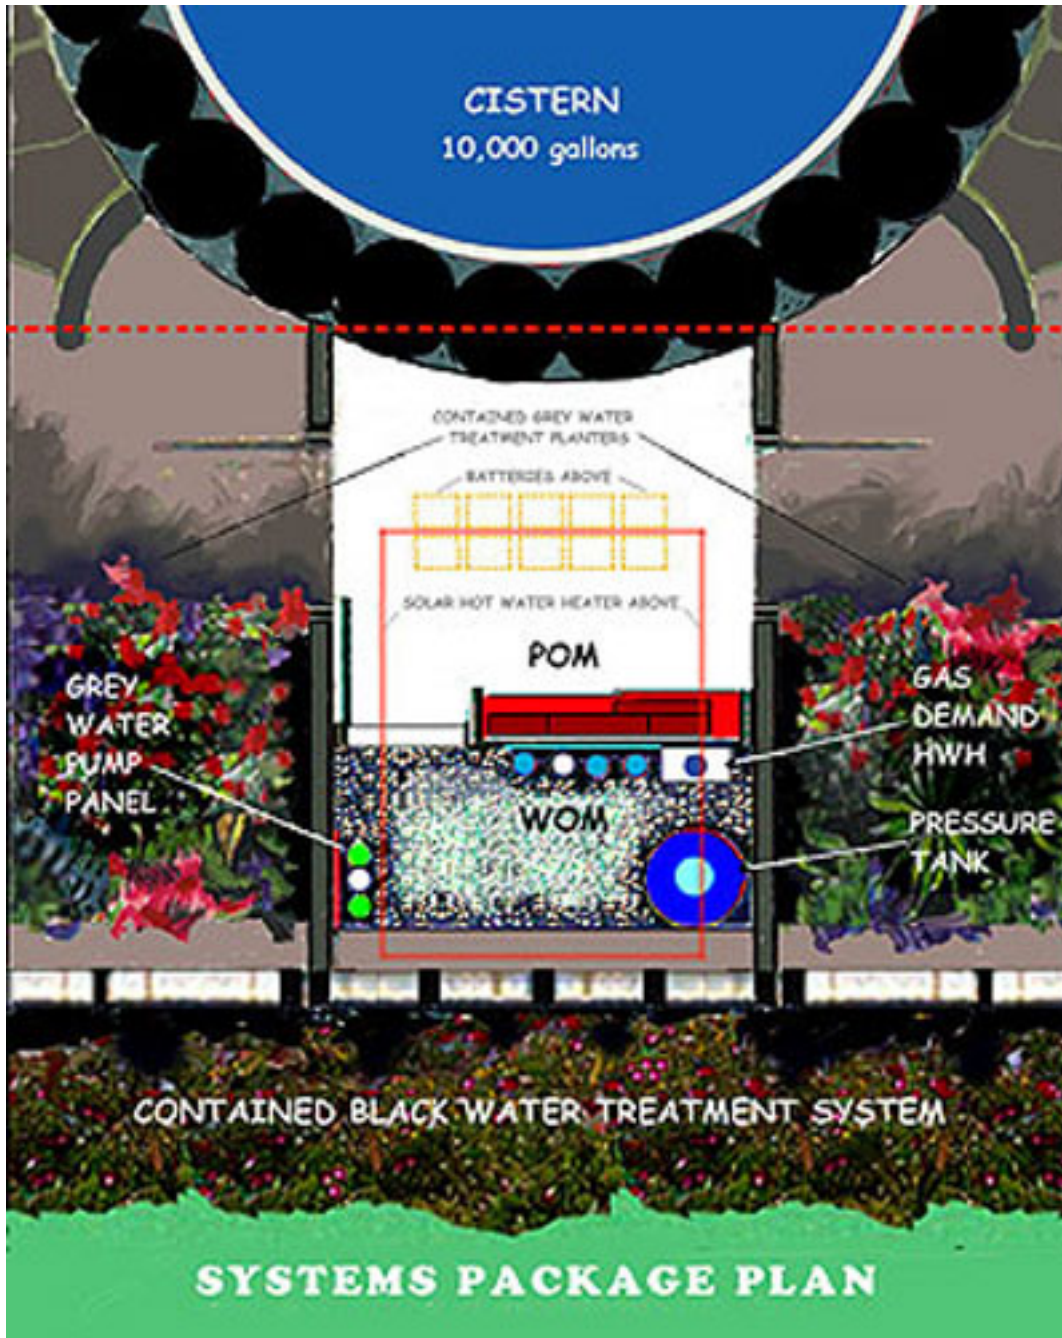 CISTERN
10,000 gallons
CONTAINED GREY WATER
TREATMENT PLANTERS
BATTERIES ABOVE
SOLAR HOT WATER HEATER ABOVE
POM
GREY
WATER
PUMP
PANEL
GAS
DEMAND
HWH
WOM
PRESSURE
TANK
CONTAINED BLACK WATER TREATMENT SYSTEM
SYSTEMS PACKAGE PLAN